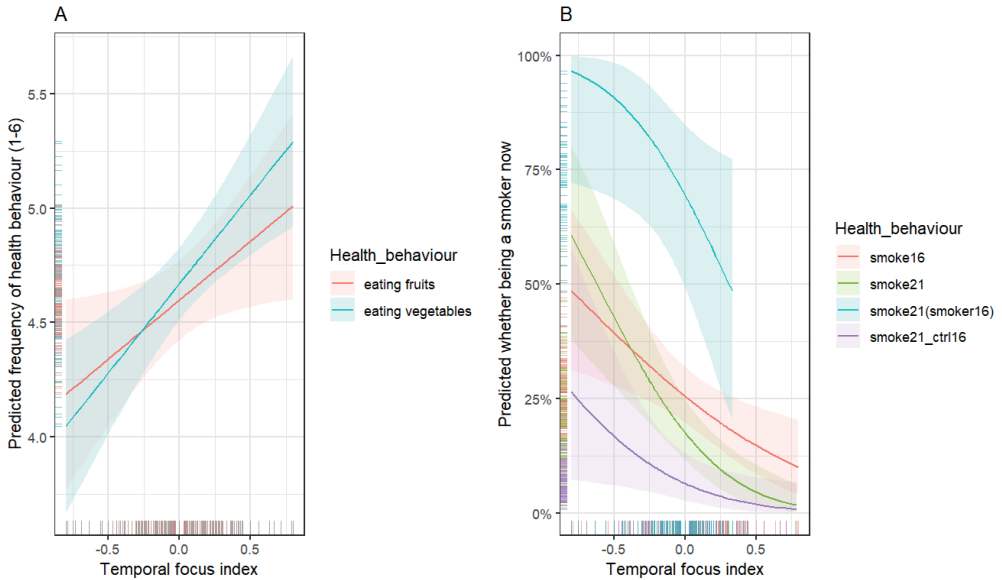 A
Predicted frequency of health behaviour (1-6)
5.5
5.0
4.5
4.0
-0.5 0.0 0.5
Temporal focus index
Health_behaviour
eating fruits
eating vegetables
B
Predicted whether being a smoker now
100%
75%
50%
25%
0%
-0.5 0.0 0.5
Temporal focus index
Health_behaviour
smoke16
smoke21
smoke21(smoker16)
smoke21_ctrl16